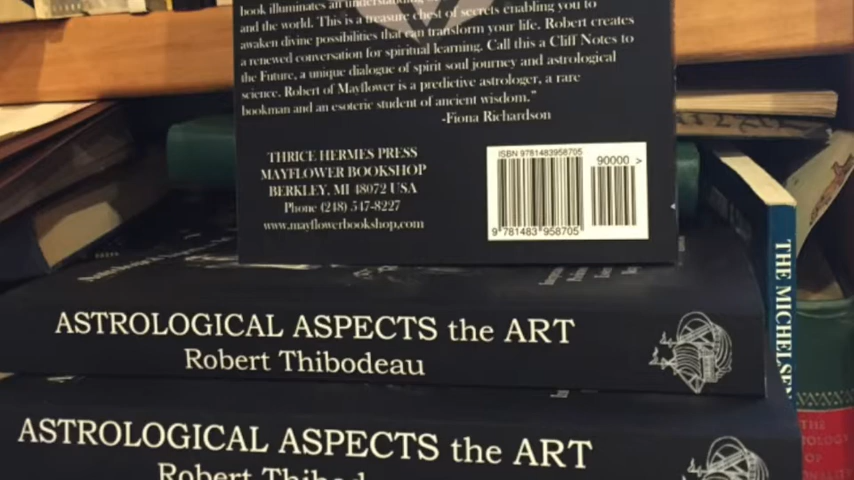 book illuminates an understanding
and the world. This is a treasure chest of secrets enabling you to
awaken divine possibilities that can transform your life. Robert creates
a renewed conversation for spiritual learning. Call this a Cliff Notes to
the Future, a unique dialogue of spirit soul journey and astrological
science. Robert of Mayflower is a predictive astrologer, a rare
bookman and an esoteric student of ancient wisdom."
-Fiona Richardson
THRICE HERMES PRESS
MAYFLOWER BOOKSHOP
BERKLEY, MI 48072 USA
Phone (248) 547-8227
www.mayflowerbookshop.com
ISBN 9781483958705
90000 >
9 781483 958705
ASTROLOGICAL ASPECTS the ART
Robert Thibodeau
ASTROLOGICAL ASPECTS the ART
Robert Thibod
THE MICHELSEN
THE
OF